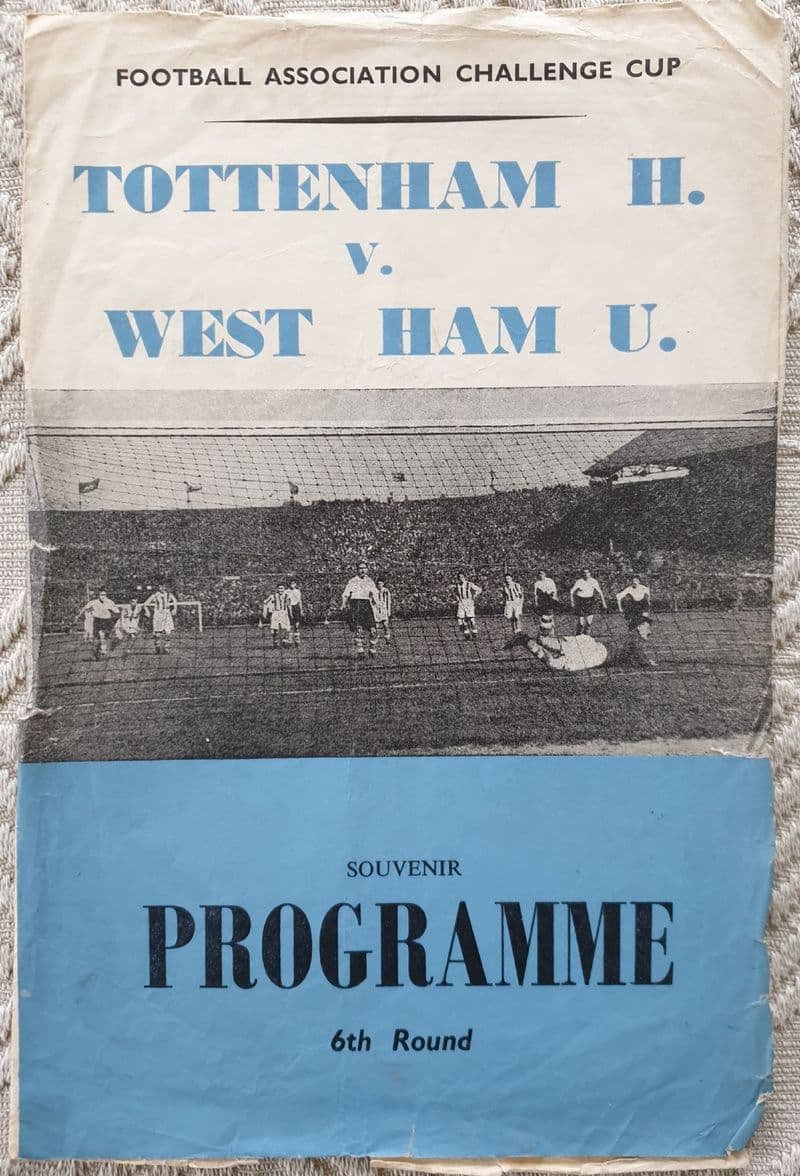 FOOTBALL ASSOCIATION CHALLENGE CUP
TOTTENHAM H.
v.
WEST HAM U.
SOUVENIR
PROGRAMME
6th Round